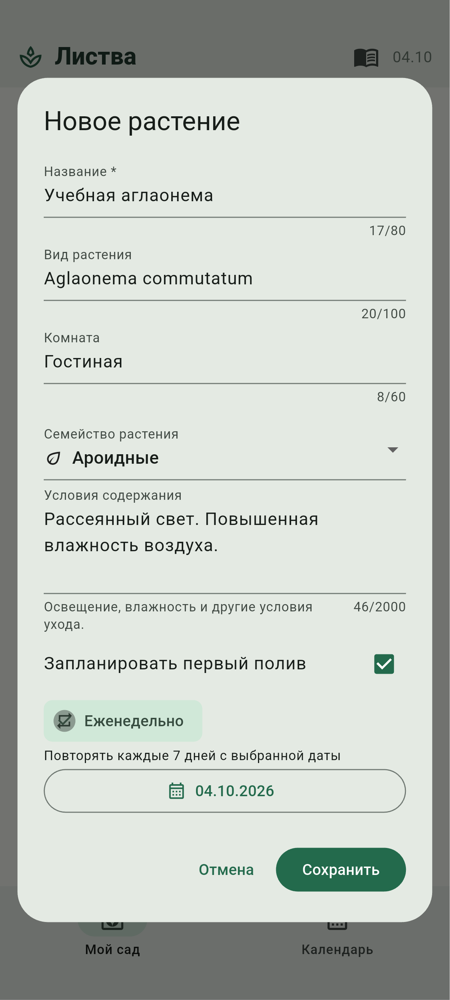 Листва
04.10
Новое растение
Название *
Учебная аглаонема
17/80
Вид растения
Aglaonema commutatum
20/100
Комната
Гостиная
8/60
Семейство растения
Ароидные
Условия содержания
Рассеянный свет. Повышенная
влажность воздуха.
Освещение, влажность и другие условия
46/2000
ухода.
Запланировать первый полив
Еженедельно
Повторять каждые 7 дней с выбранной даты
04.10.2026
Отмена
Сохранить
Мой сад
Календарь